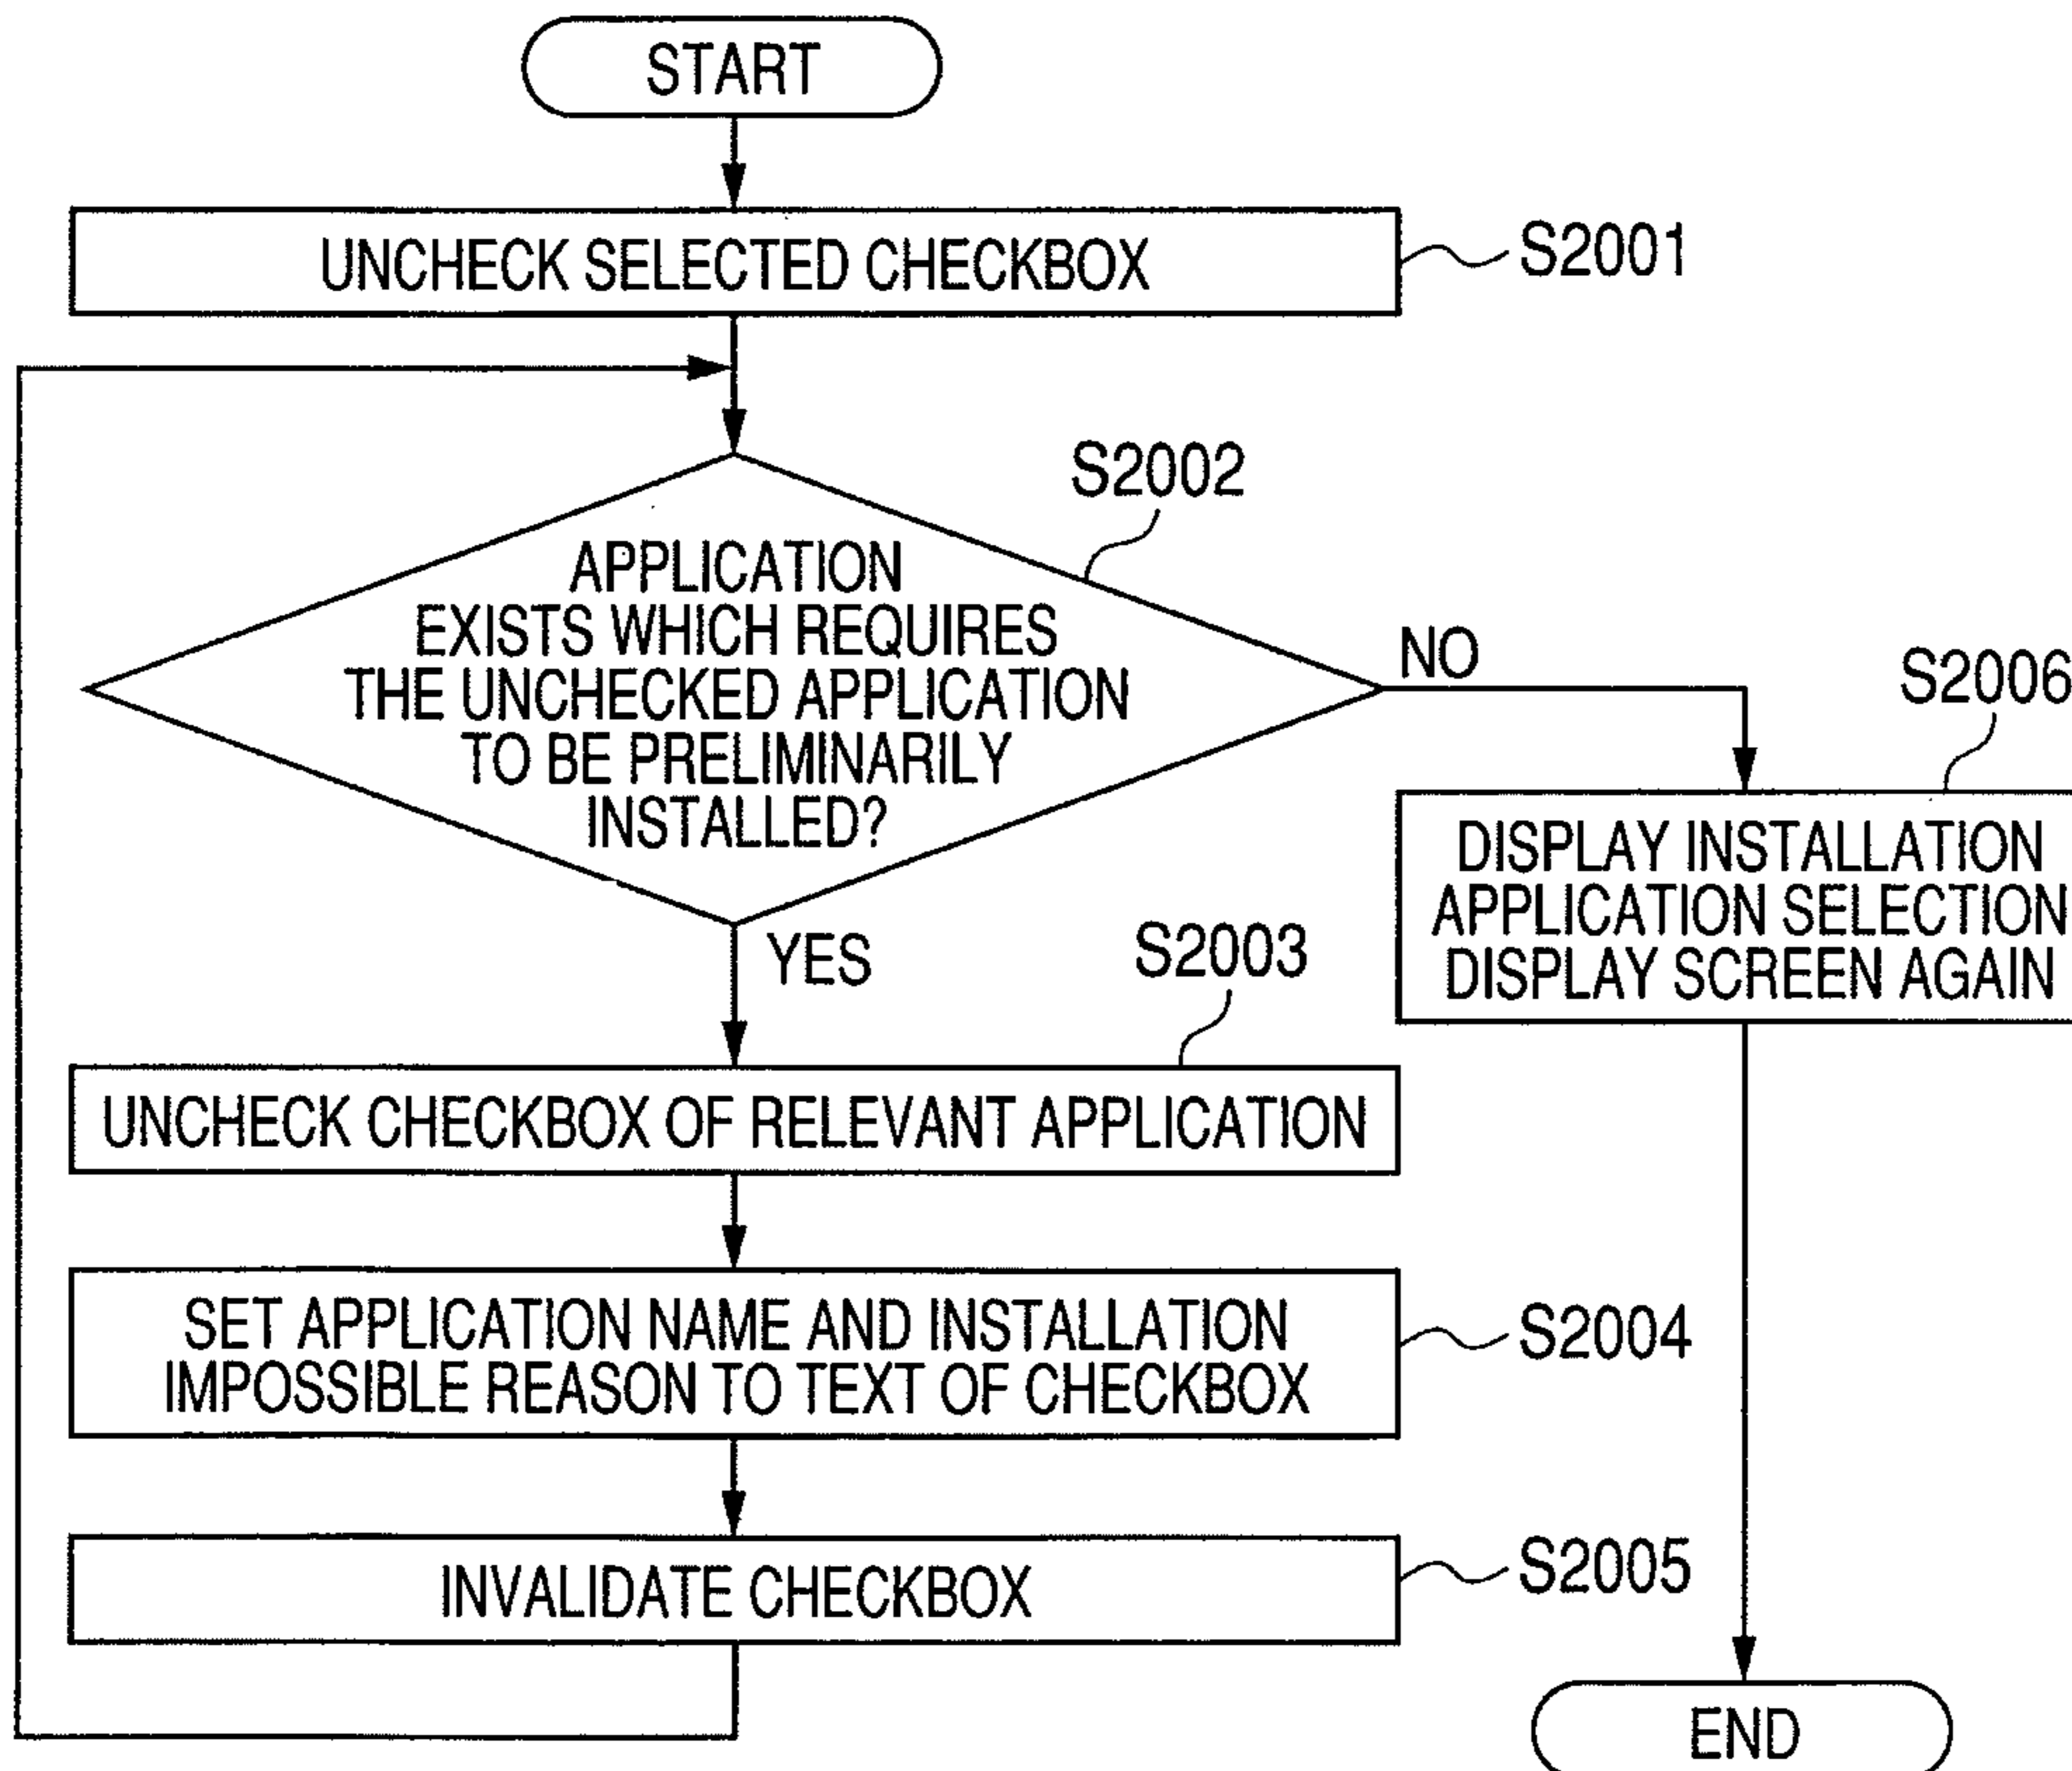 START
UNCHECK SELECTED CHECKBOX
S2001
S2002
APPLICATION
EXISTS WHICH REQUIRES
THE UNCHECKED APPLICATION
TO BE PRELIMINARILY
INSTALLED?
NO
S2006
DISPLAY INSTALLATION
APPLICATION SELECTION
DISPLAY SCREEN AGAIN
YES
S2003
UNCHECK CHECKBOX OF RELEVANT APPLICATION
SET APPLICATION NAME AND INSTALLATION
IMPOSSIBLE REASON TO TEXT OF CHECKBOX
S2004
INVALIDATE CHECKBOX
S2005
END